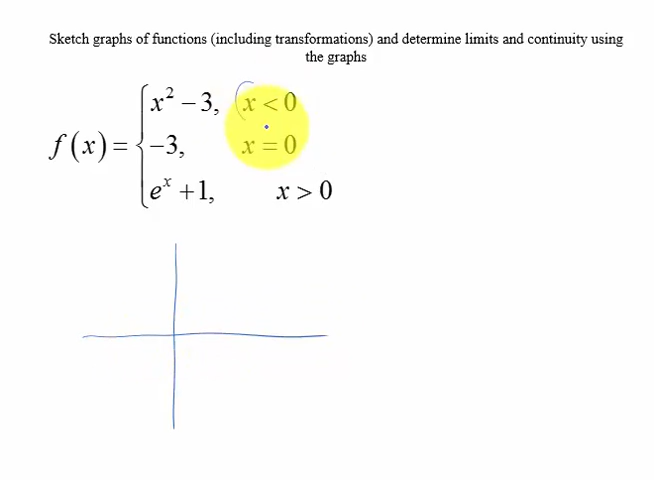 Sketch graphs of functions (including transformations) and determine limits and continuity using
the graphs
x² − 3, x < 0
f(x) = { −3, x = 0
eˣ + 1, x > 0